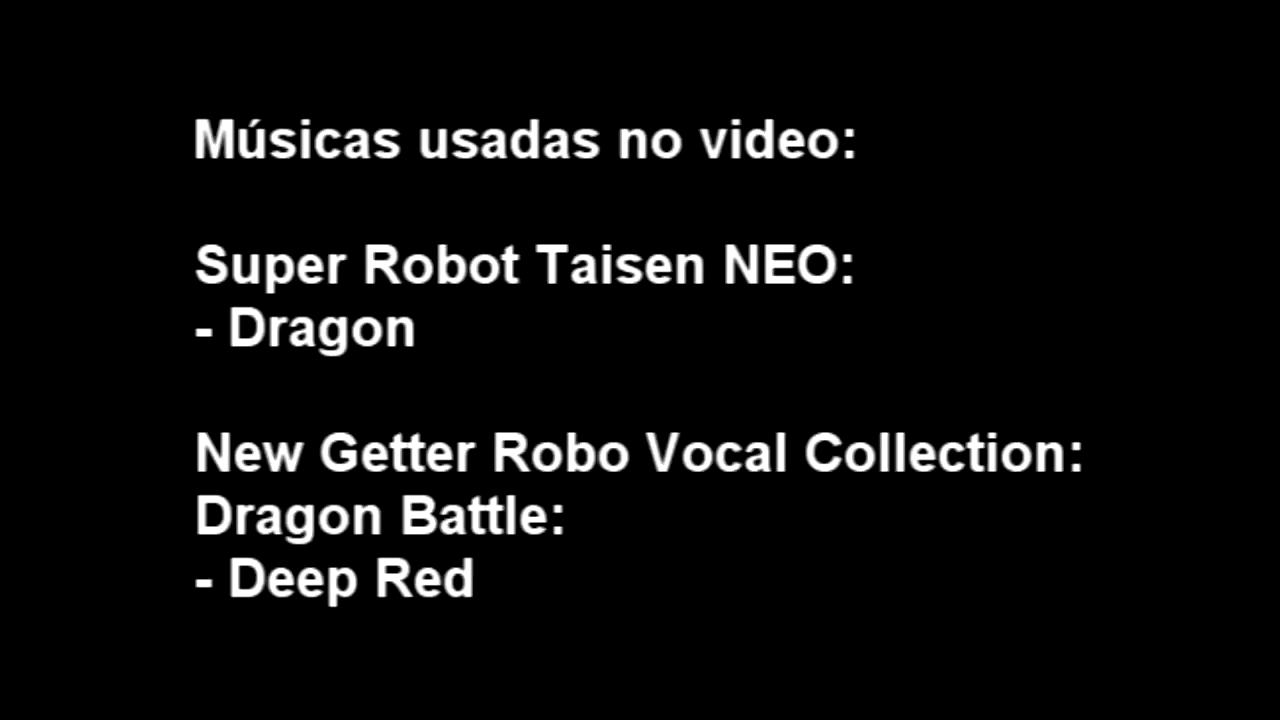 Músicas usadas no video:
Super Robot Taisen NEO:
- Dragon
New Getter Robo Vocal Collection:
Dragon Battle:
- Deep Red